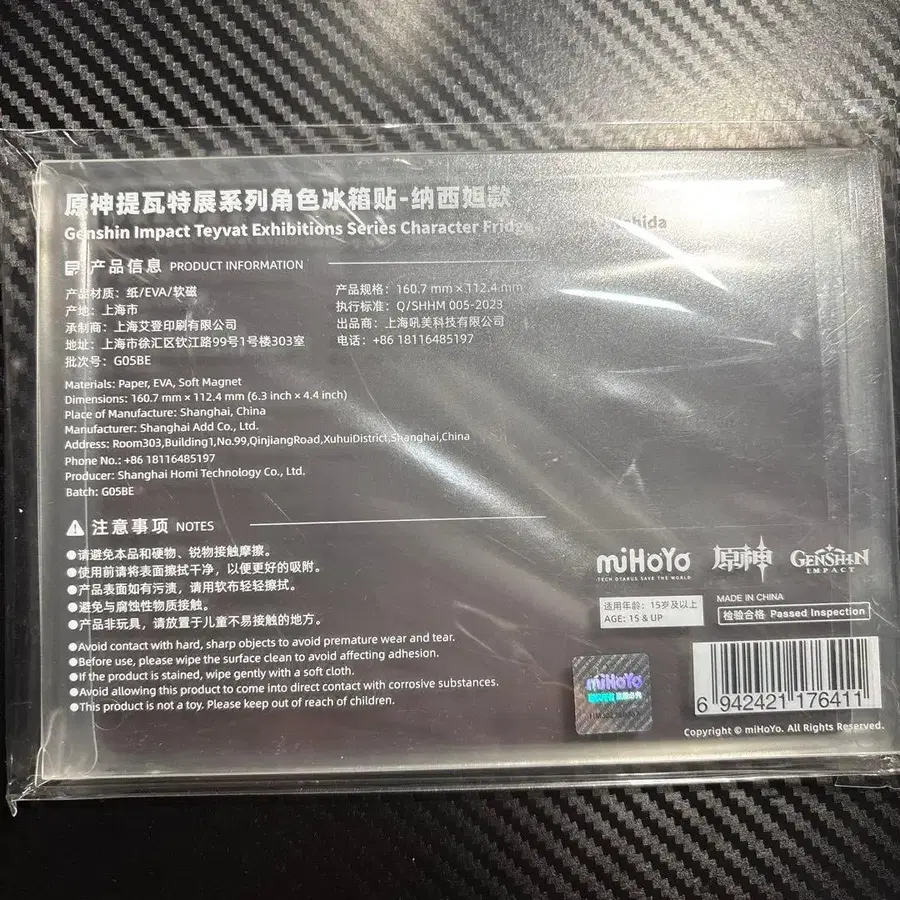 原神提瓦特展系列角色冰箱贴-纳西妲款
Genshin Impact Teyvat Exhibitions Series Character Fridge
产品信息 PRODUCT INFORMATION
产品材质：纸/EVA/软磁
产地：上海市
承制商：上海艾登印刷有限公司
地址：上海市徐汇区钦江路99号1号楼303室
批次号：G05BE
产品规格：160.7 mm×112.4 mm
执行标准：Q/SHHM 005-2023
出品商：上海吼美科技有限公司
电话：+86 18116485197
Materials: Paper, EVA, Soft Magnet
Dimensions: 160.7 mm × 112.4 mm (6.3 inch × 4.4 inch)
Place of Manufacture: Shanghai, China
Manufacturer: Shanghai Add Co., Ltd.
Address: Room303,Building1,No.99,QinjiangRoad,XuhuiDistrict,Shanghai,China
Phone No.: +86 18116485197
Producer: Shanghai Homi Technology Co., Ltd.
Batch: G05BE
注意事项 NOTES
●请避免本品和硬物、锐物接触摩擦。
●使用前请将表面擦拭干净，以便更好的吸附。
●产品表面如有污渍，请用软布轻轻擦拭。
●避免与腐蚀性物质接触。
●产品非玩具，请放置于儿童不易接触的地方。
●Avoid contact with hard, sharp objects to avoid premature wear and tear.
●Before use, please wipe the surface clean to avoid affecting adhesion.
●If the product is stained, wipe gently with a soft cloth.
●Avoid allowing this product to come into direct contact with corrosive substances.
●This product is not a toy. Please keep out of reach of children.
miHoYo
TECH OTAKUS SAVE THE WORLD
原神
GENSHIN
IMPACT
适用年龄：15岁及以上
AGE: 15 & UP
MADE IN CHINA
检验合格 Passed Inspection
miHoYo
6 942421 176411
Copyright © miHoYo. All Rights Reserved.